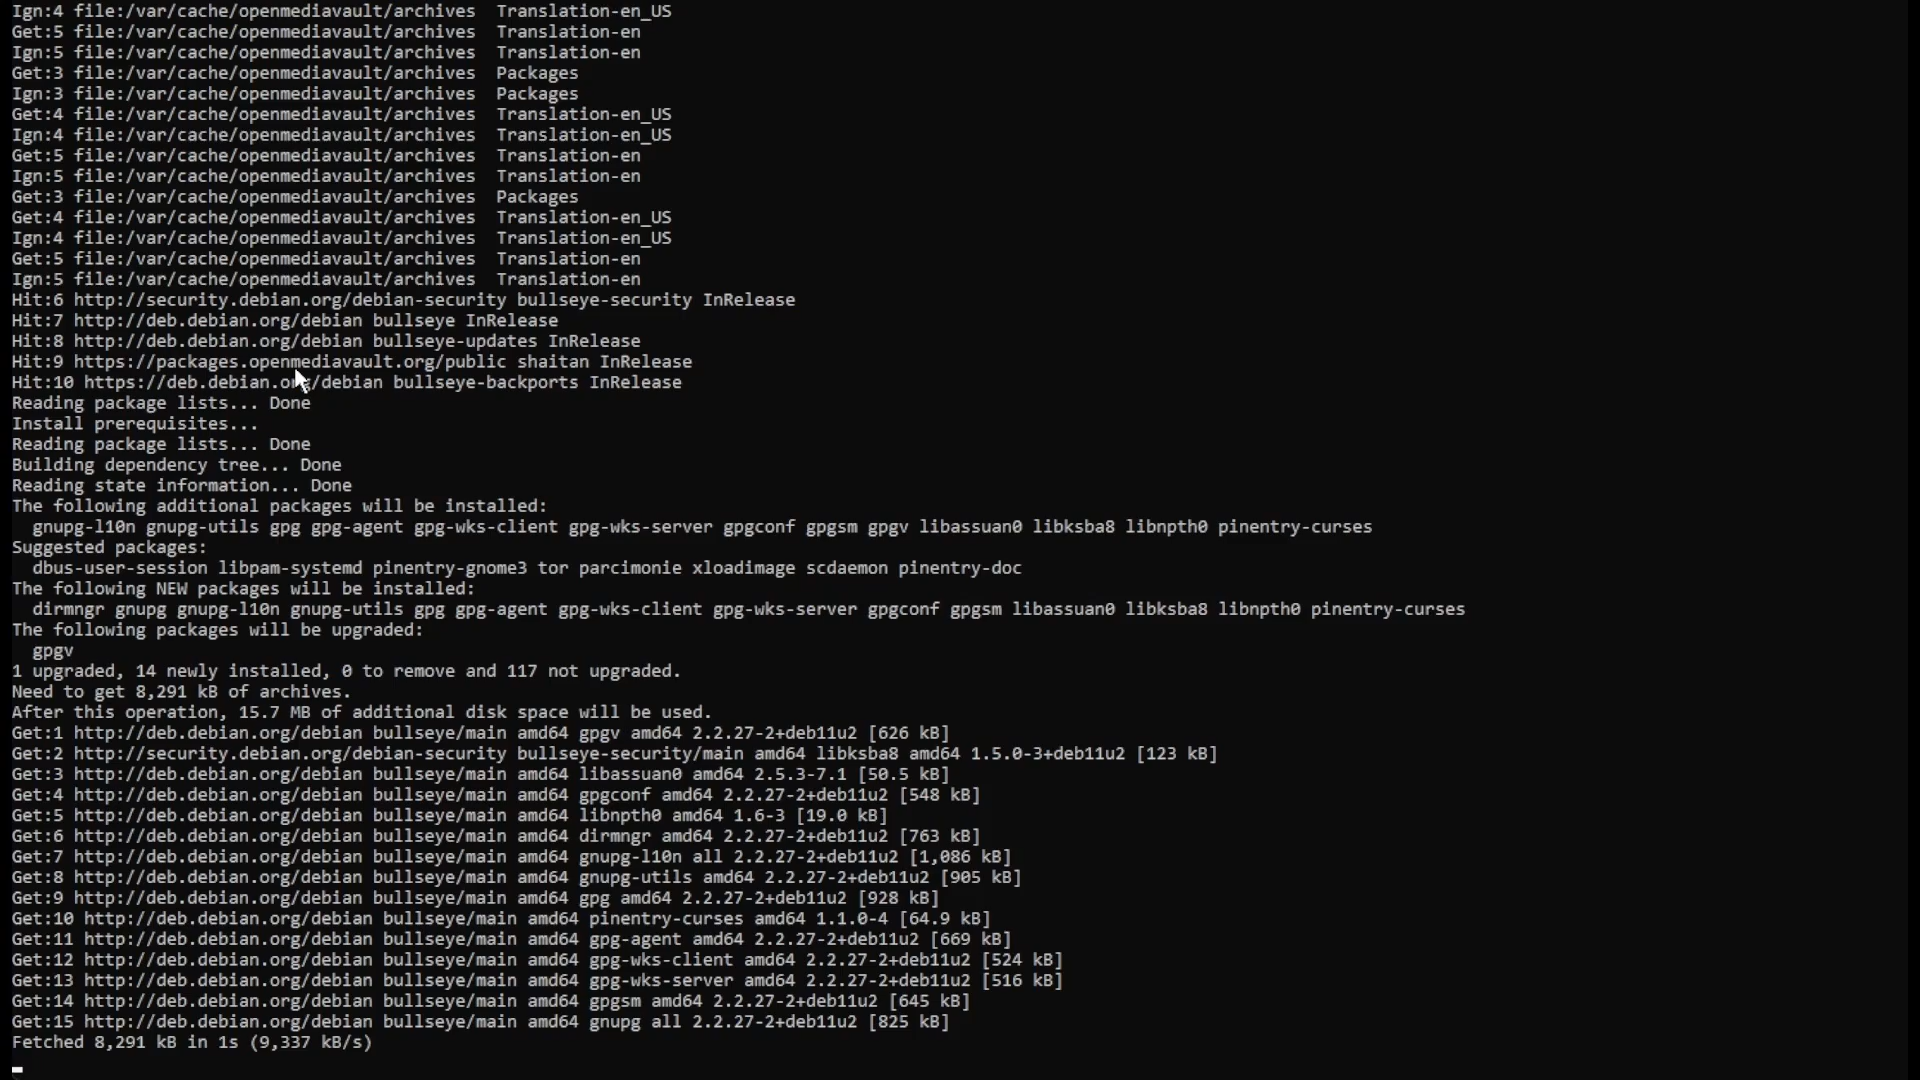 Ign:4 file:/var/cache/openmediavault/archives  Translation-en_US
Get:5 file:/var/cache/openmediavault/archives  Translation-en
Ign:5 file:/var/cache/openmediavault/archives  Translation-en
Get:3 file:/var/cache/openmediavault/archives  Packages
Ign:3 file:/var/cache/openmediavault/archives  Packages
Get:4 file:/var/cache/openmediavault/archives  Translation-en_US
Ign:4 file:/var/cache/openmediavault/archives  Translation-en_US
Get:5 file:/var/cache/openmediavault/archives  Translation-en
Ign:5 file:/var/cache/openmediavault/archives  Translation-en
Get:3 file:/var/cache/openmediavault/archives  Packages
Get:4 file:/var/cache/openmediavault/archives  Translation-en_US
Ign:4 file:/var/cache/openmediavault/archives  Translation-en_US
Get:5 file:/var/cache/openmediavault/archives  Translation-en
Ign:5 file:/var/cache/openmediavault/archives  Translation-en
Hit:6 http://security.debian.org/debian-security bullseye-security InRelease
Hit:7 http://deb.debian.org/debian bullseye InRelease
Hit:8 http://deb.debian.org/debian bullseye-updates InRelease
Hit:9 https://packages.openmediavault.org/public shaitan InRelease
Hit:10 https://deb.debian.org/debian bullseye-backports InRelease
Reading package lists... Done
Install prerequisites...
Reading package lists... Done
Building dependency tree... Done
Reading state information... Done
The following additional packages will be installed:
  gnupg-l10n gnupg-utils gpg gpg-agent gpg-wks-client gpg-wks-server gpgconf gpgsm gpgv libassuan0 libksba8 libnpth0 pinentry-curses
Suggested packages:
  dbus-user-session libpam-systemd pinentry-gnome3 tor parcimonie xloadimage scdaemon pinentry-doc
The following NEW packages will be installed:
  dirmngr gnupg gnupg-l10n gnupg-utils gpg gpg-agent gpg-wks-client gpg-wks-server gpgconf gpgsm libassuan0 libksba8 libnpth0 pinentry-curses
The following packages will be upgraded:
  gpgv
1 upgraded, 14 newly installed, 0 to remove and 117 not upgraded.
Need to get 8,291 kB of archives.
After this operation, 15.7 MB of additional disk space will be used.
Get:1 http://deb.debian.org/debian bullseye/main amd64 gpgv amd64 2.2.27-2+deb11u2 [626 kB]
Get:2 http://security.debian.org/debian-security bullseye-security/main amd64 libksba8 amd64 1.5.0-3+deb11u2 [123 kB]
Get:3 http://deb.debian.org/debian bullseye/main amd64 libassuan0 amd64 2.5.3-7.1 [50.5 kB]
Get:4 http://deb.debian.org/debian bullseye/main amd64 gpgconf amd64 2.2.27-2+deb11u2 [548 kB]
Get:5 http://deb.debian.org/debian bullseye/main amd64 libnpth0 amd64 1.6-3 [19.0 kB]
Get:6 http://deb.debian.org/debian bullseye/main amd64 dirmngr amd64 2.2.27-2+deb11u2 [763 kB]
Get:7 http://deb.debian.org/debian bullseye/main amd64 gnupg-l10n all 2.2.27-2+deb11u2 [1,086 kB]
Get:8 http://deb.debian.org/debian bullseye/main amd64 gnupg-utils amd64 2.2.27-2+deb11u2 [905 kB]
Get:9 http://deb.debian.org/debian bullseye/main amd64 gpg amd64 2.2.27-2+deb11u2 [928 kB]
Get:10 http://deb.debian.org/debian bullseye/main amd64 pinentry-curses amd64 1.1.0-4 [64.9 kB]
Get:11 http://deb.debian.org/debian bullseye/main amd64 gpg-agent amd64 2.2.27-2+deb11u2 [669 kB]
Get:12 http://deb.debian.org/debian bullseye/main amd64 gpg-wks-client amd64 2.2.27-2+deb11u2 [524 kB]
Get:13 http://deb.debian.org/debian bullseye/main amd64 gpg-wks-server amd64 2.2.27-2+deb11u2 [516 kB]
Get:14 http://deb.debian.org/debian bullseye/main amd64 gpgsm amd64 2.2.27-2+deb11u2 [645 kB]
Get:15 http://deb.debian.org/debian bullseye/main amd64 gnupg all 2.2.27-2+deb11u2 [825 kB]
Fetched 8,291 kB in 1s (9,337 kB/s)